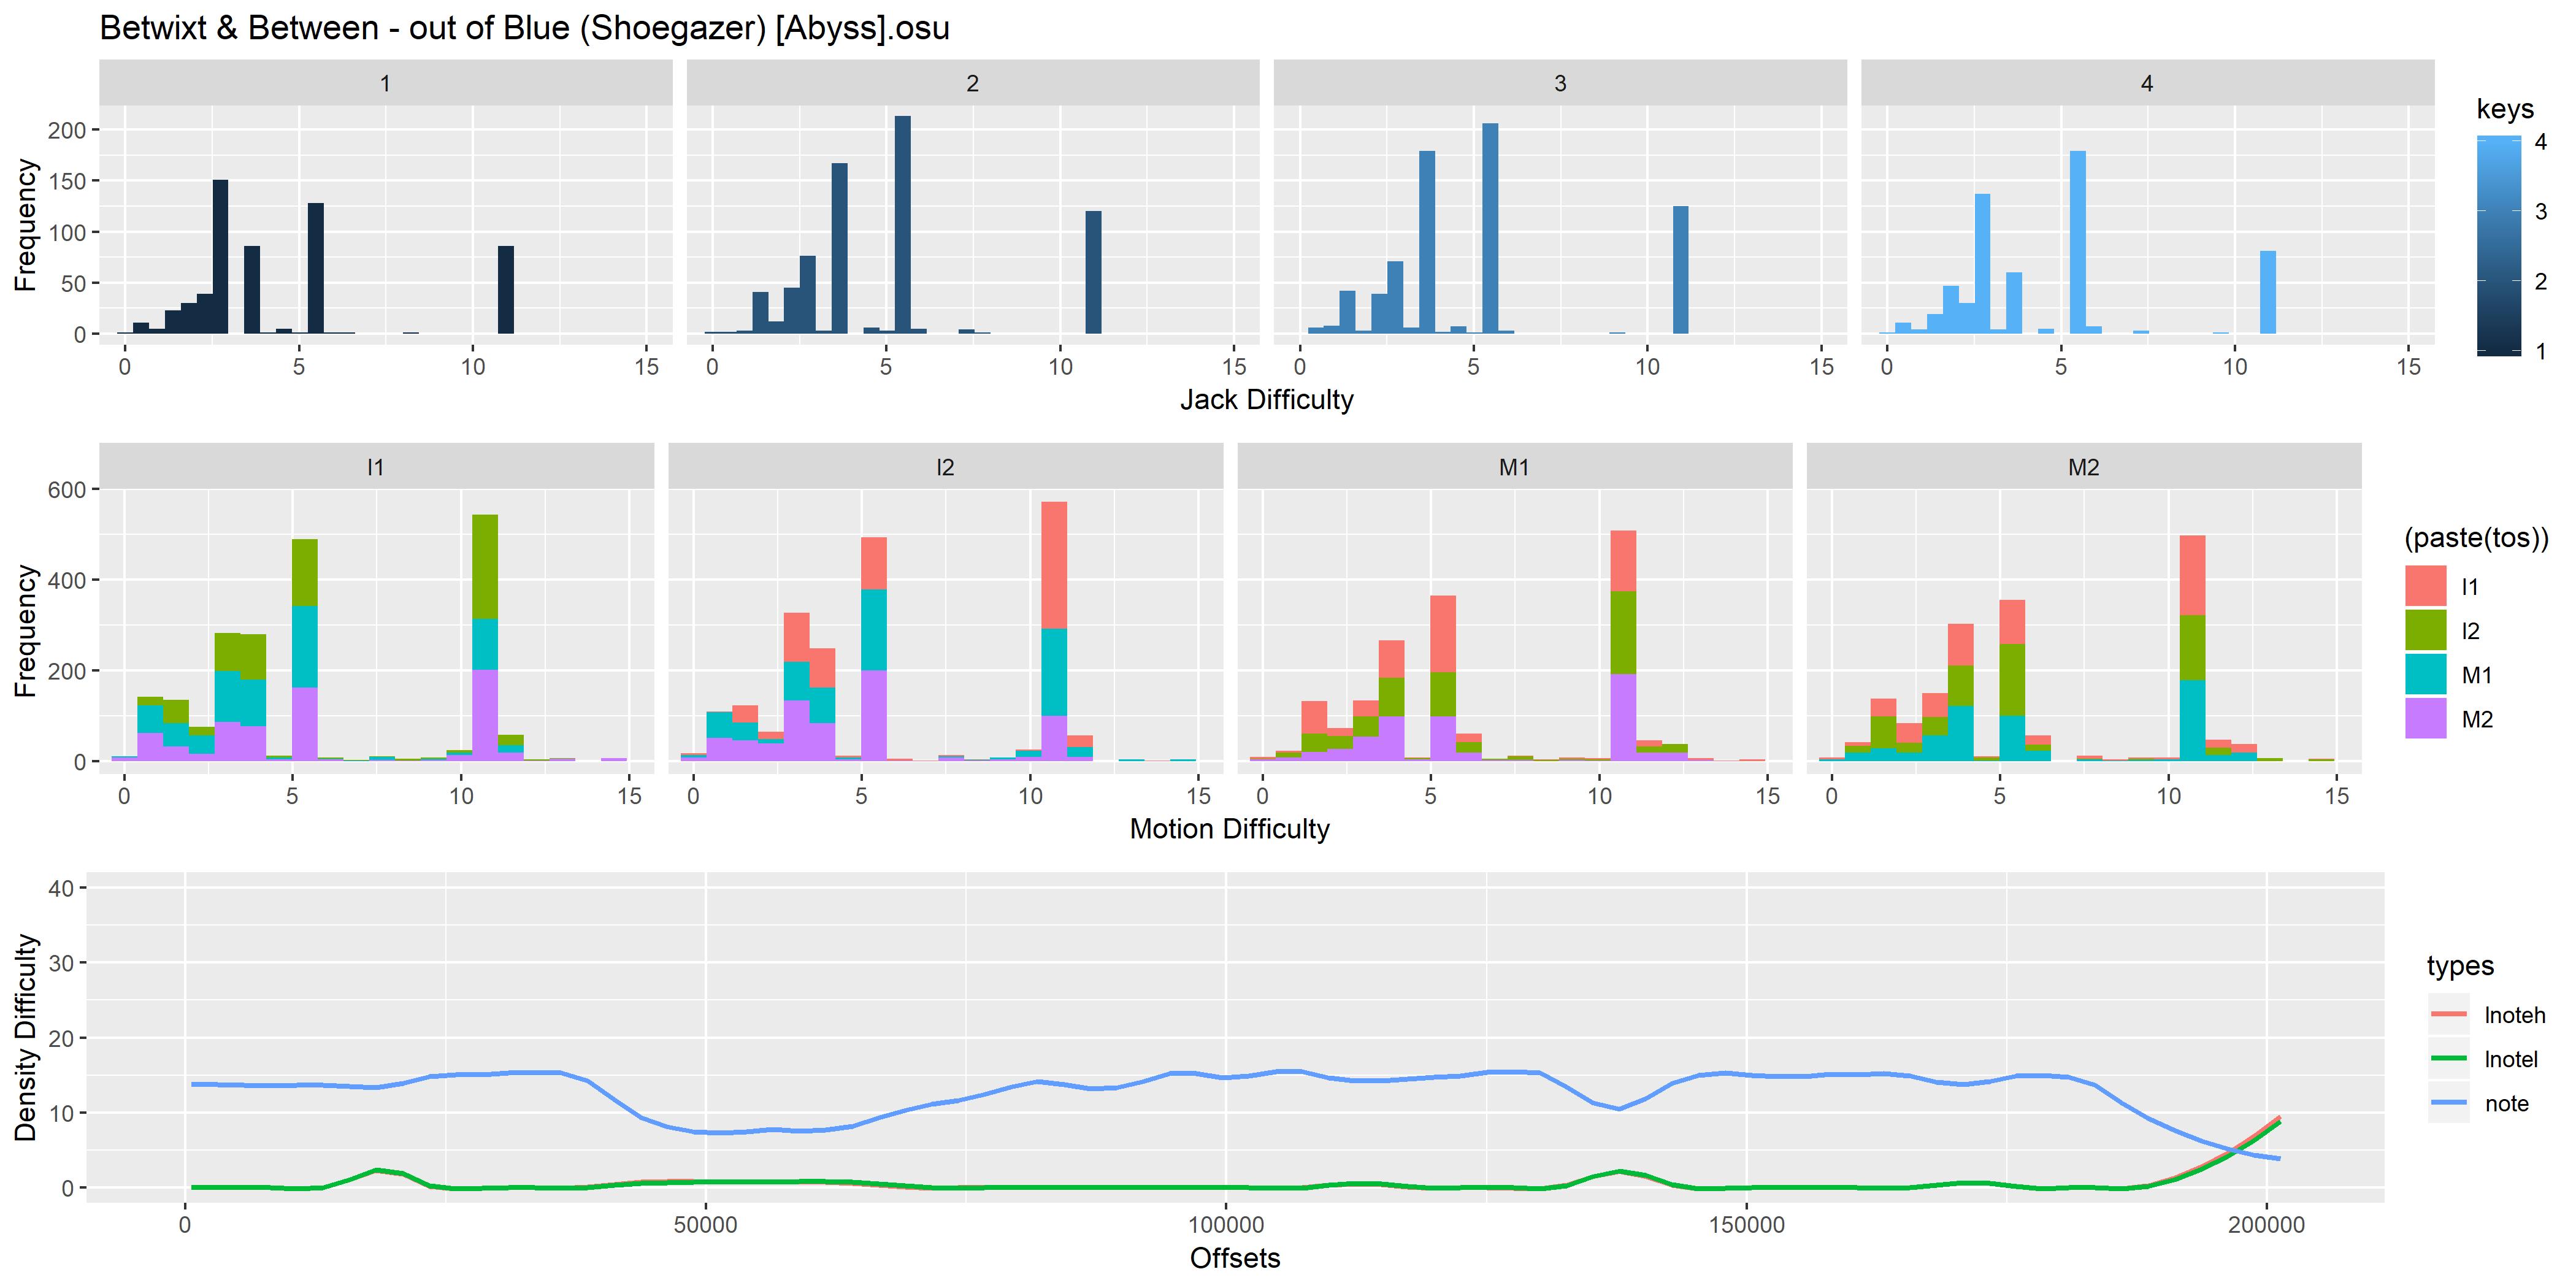 Betwixt & Between - out of Blue (Shoegazer) [Abyss].osu
1 2 3 4
200
150
100
50
0
Frequency
0 5 10 15 0 5 10 15 0 5 10 15 0 5 10 15
Jack Difficulty
keys
4
3
2
1
l1 l2 M1 M2
600
400
200
0
Frequency
0 5 10 15 0 5 10 15 0 5 10 15 0 5 10 15
Motion Difficulty
(paste(tos))
l1
l2
M1
M2
40
30
20
10
0
Density Difficulty
0 50000 100000 150000 200000
Offsets
types
lnoteh
lnotel
note